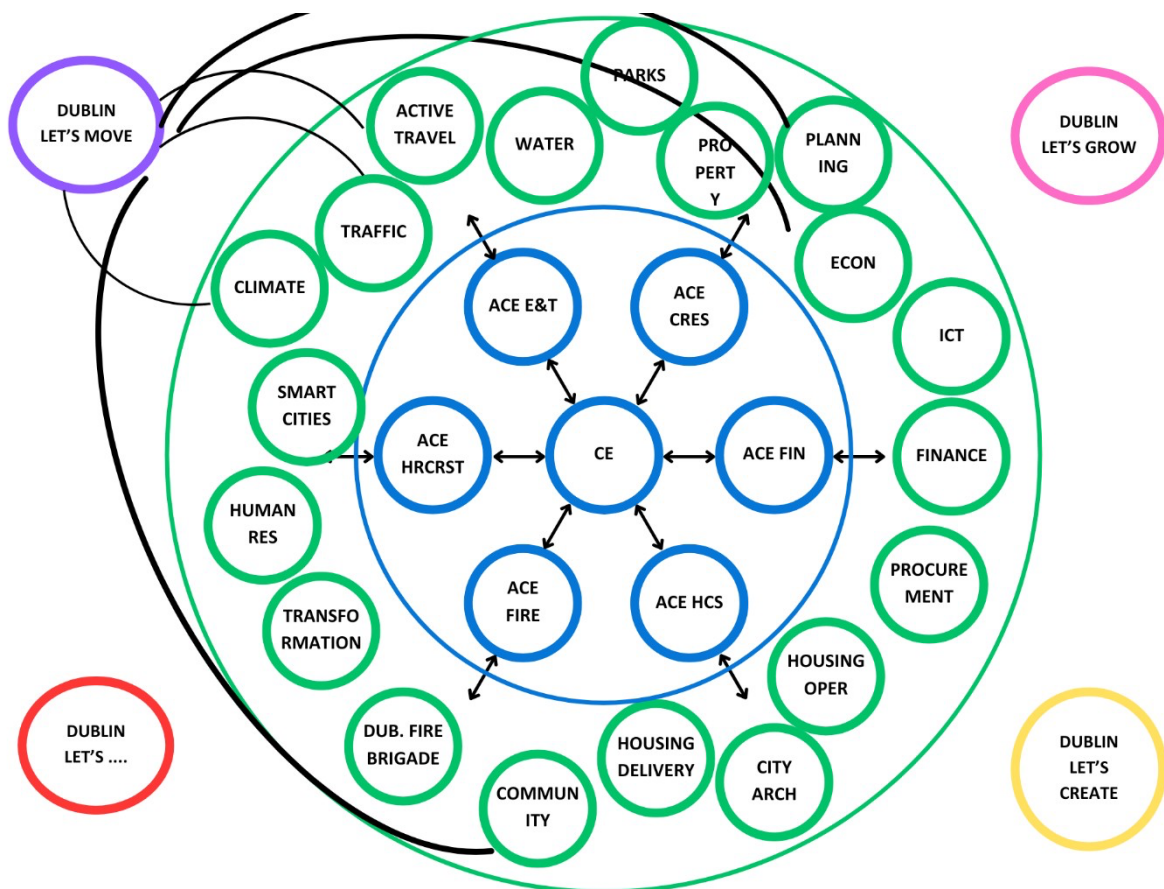 DUBLIN
LET'S MOVE
ACTIVE
TRAVEL
WATER
PARKS
PRO
PERT
Y
PLANN
ING
DUBLIN
LET'S GROW
TRAFFIC
CLIMATE
ECON
ICT
ACE E&T
ACE
CRES
SMART
CITIES
ACE
HRCRST
CE
ACE FIN
FINANCE
HUMAN
RES
TRANSFO
RMATION
ACE
FIRE
ACE HCS
PROCURE
MENT
HOUSING
OPER
DUBLIN
LET'S ....
DUB. FIRE
BRIGADE
COMMUN
ITY
HOUSING
DELIVERY
CITY
ARCH
DUBLIN
LET'S
CREATE